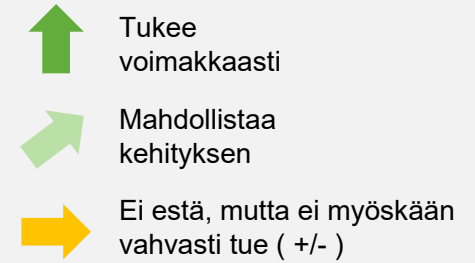 Tukee
voimakkaasti
Mahdollistaa
kehityksen
Ei estä, mutta ei myöskään
vahvasti tue ( +/- )